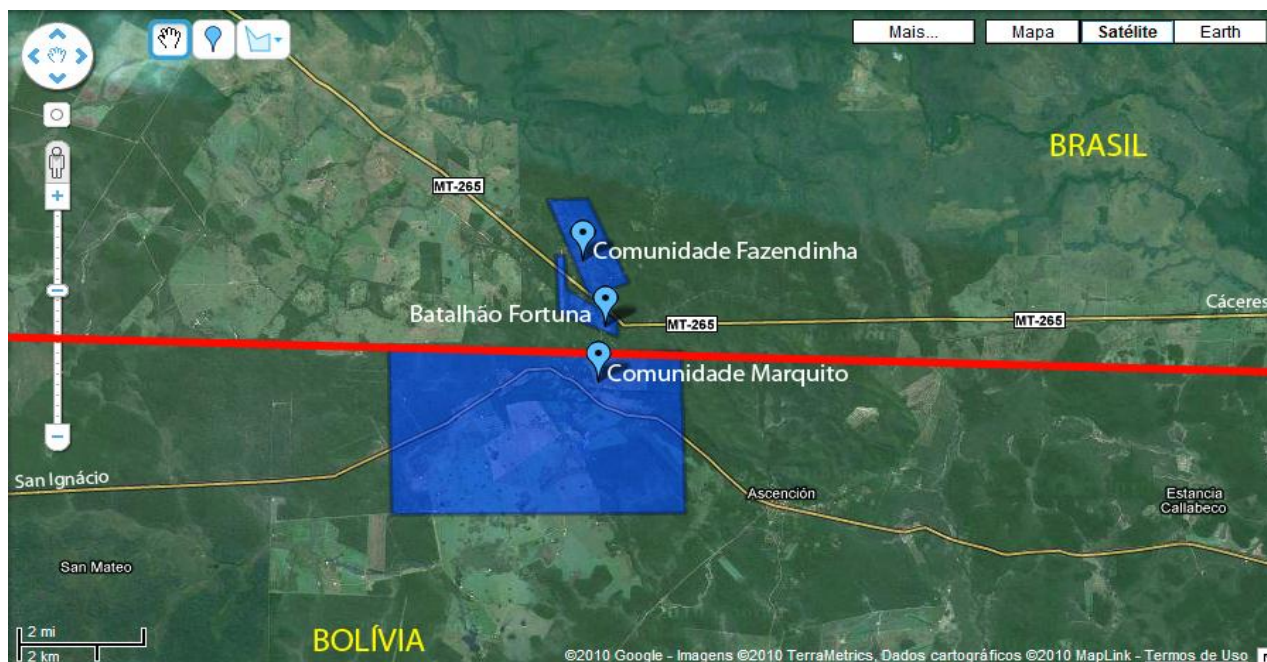 Mais...
Mapa
Satélite
Earth
BRASIL
MT-265
Comunidade Fazendinha
Batalhão Fortuna
Cáceres
MT-265
MT-265
Comunidade Marquito
San Ignácio
Ascención
Estancia
Callabeco
San Mateo
2 mi
2 km
BOLÍVIA
©2010 Google - Imagens ©2010 TerraMetrics, Dados cartográficos ©2010 MapLink - Termos de Uso